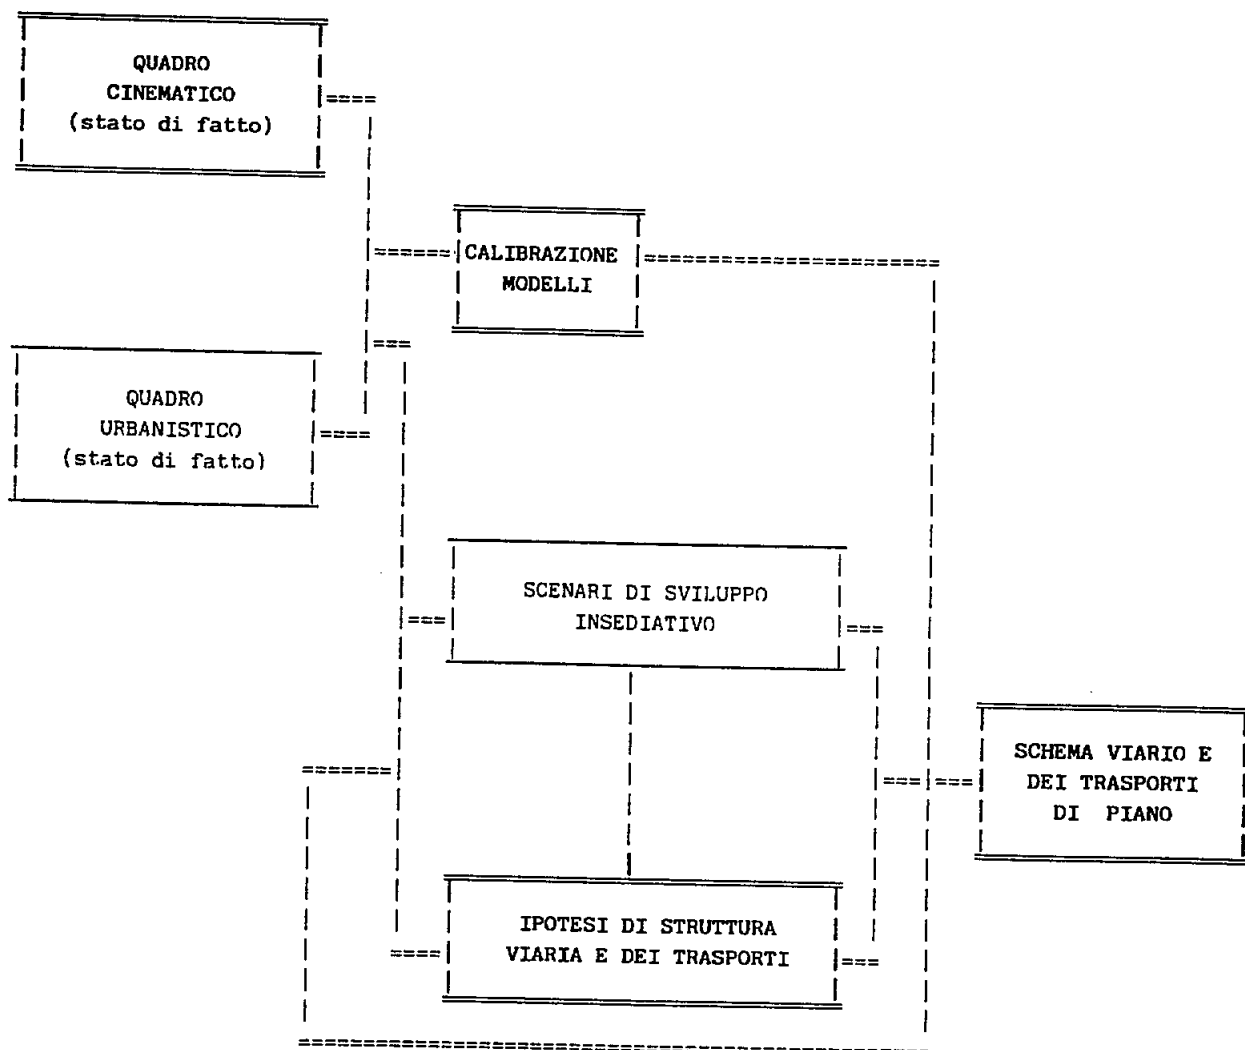 QUADRO
CINEMATICO
(stato di fatto)
CALIBRAZIONE
MODELLI
QUADRO
URBANISTICO
(stato di fatto)
SCENARI DI SVILUPPO
INSEDIATIVO
SCHEMA VIARIO E
DEI TRASPORTI
DI PIANO
IPOTESI DI STRUTTURA
VIARIA E DEI TRASPORTI